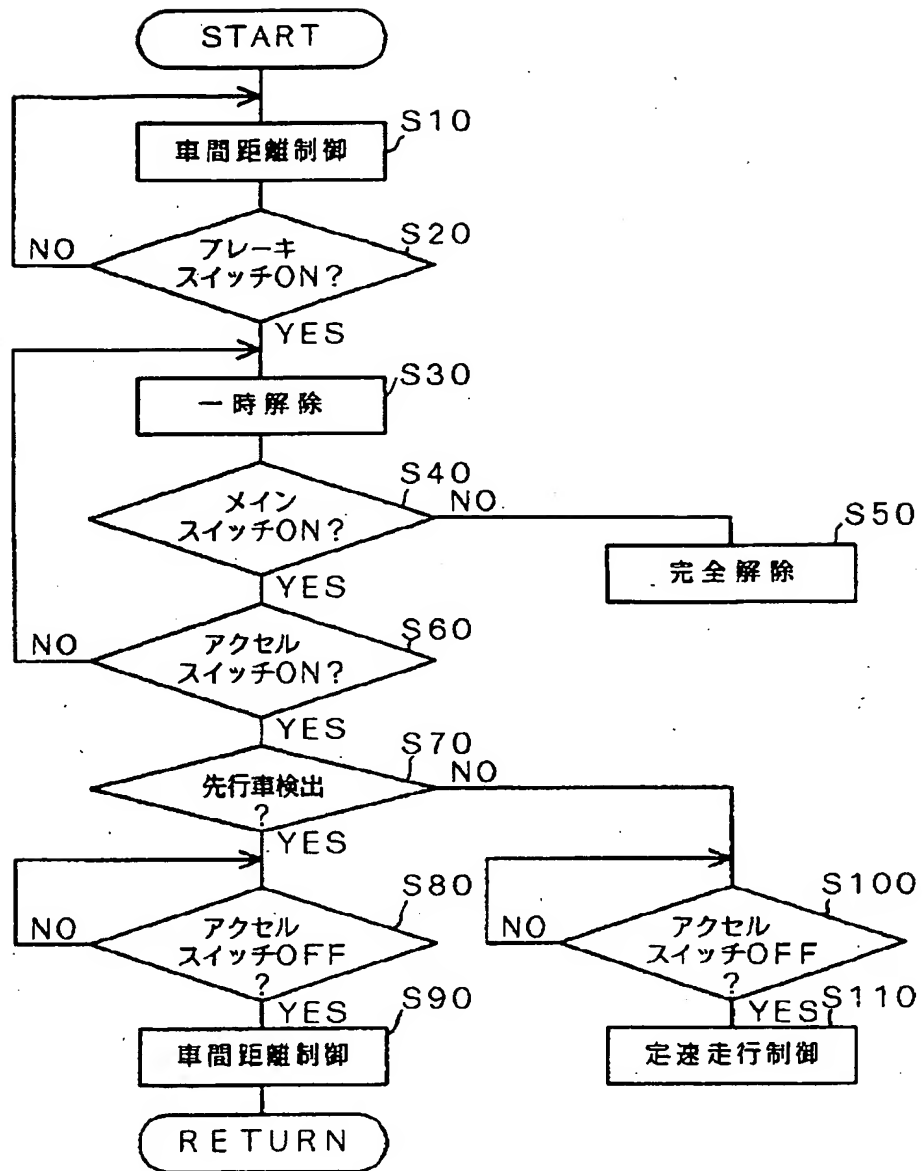 START
S10
車間距離制御
S20
NO
ブレーキ
スイッチON?
YES
S30
一時解除
S40
メイン
スイッチON?
NO
S50
完全解除
YES
S60
NO
アクセル
スイッチON?
YES
S70
先行車検出
?
NO
YES
S80
NO
アクセル
スイッチOFF
?
S100
NO
アクセル
スイッチOFF
?
YES
S90
車間距離制御
YES
S110
定速走行制御
RETURN